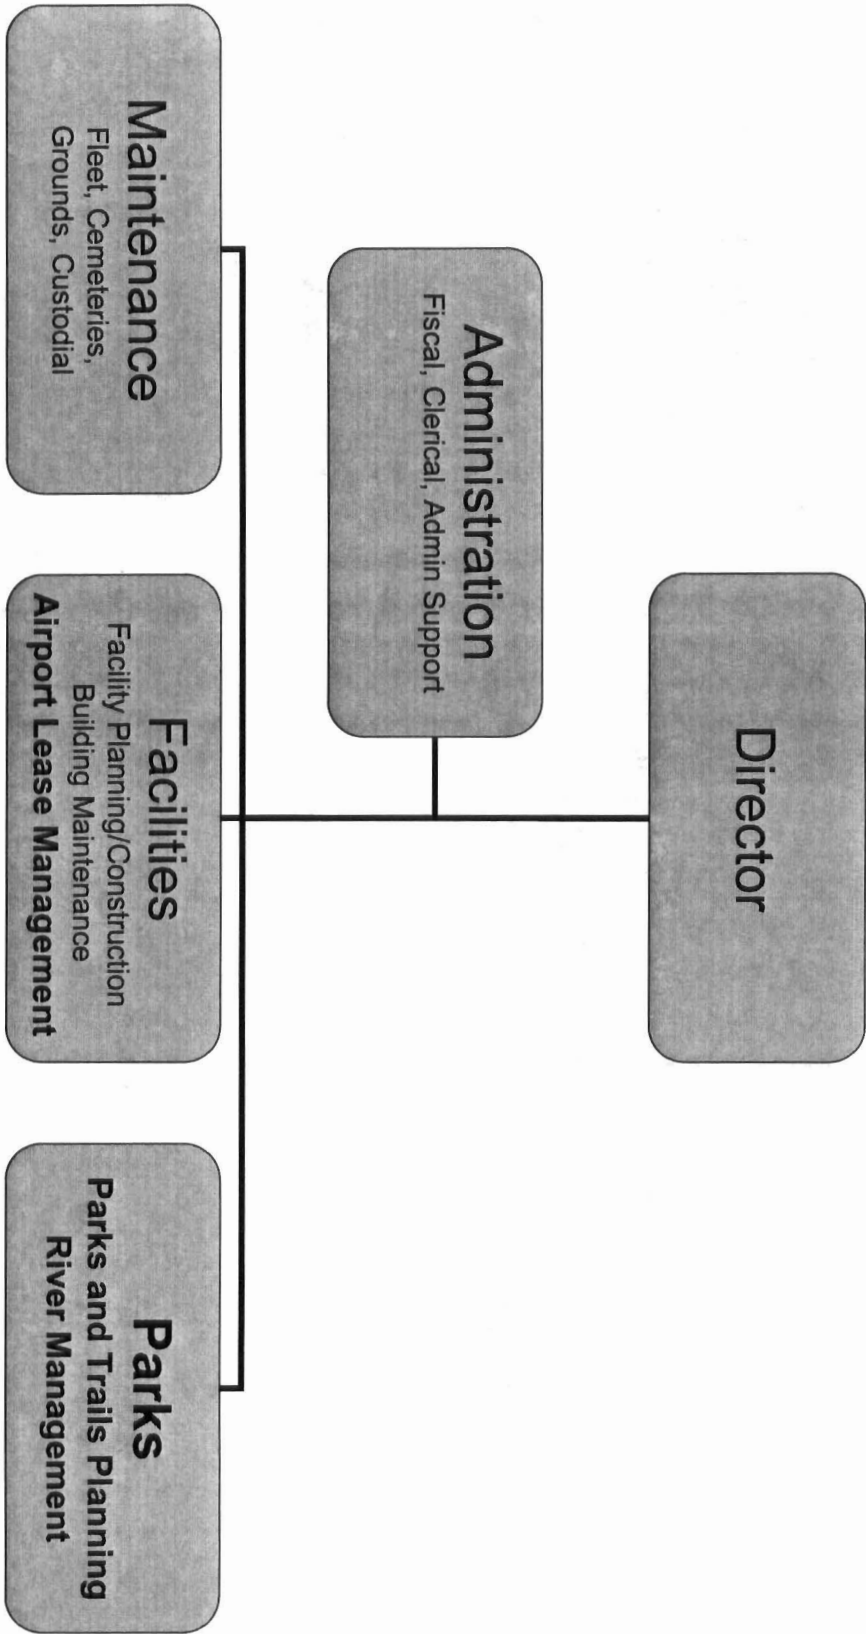 Director
Administration
Fiscal, Clerical, Admin Support
Maintenance
Fleet, Cemeteries,
Grounds, Custodial
Facilities
Facility Planning/Construction
Building Maintenance
Airport Lease Management
Parks
Parks and Trails Planning
River Management